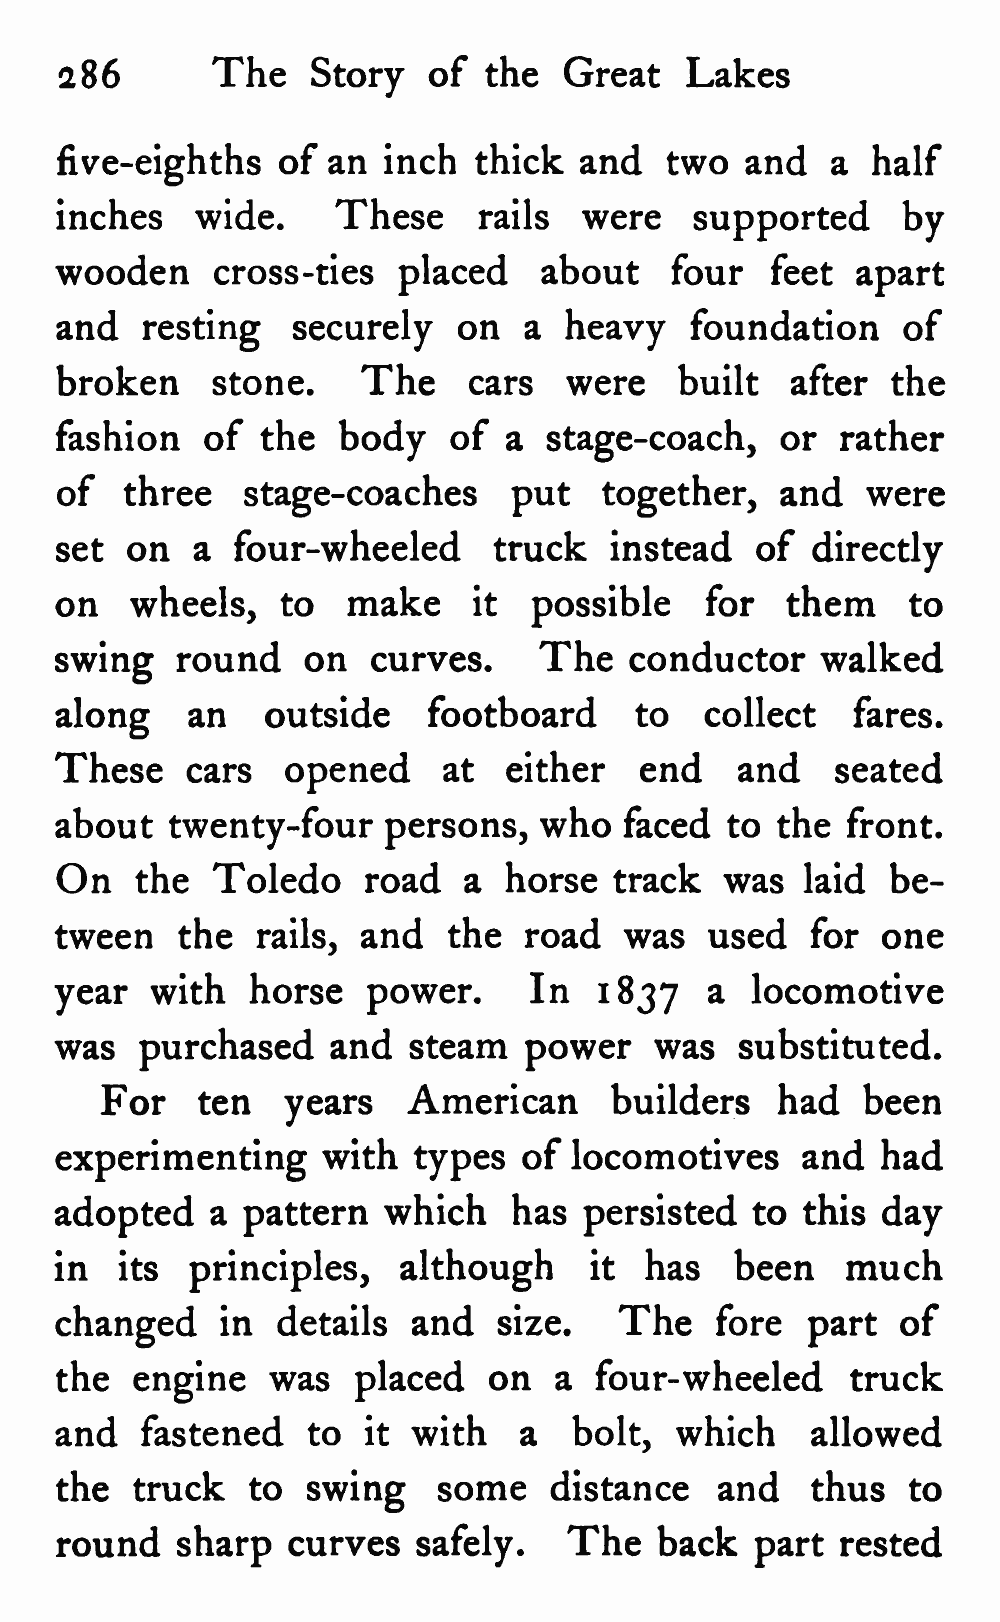 286 The Story of the Great Lakes
five-eighths of an inch thick and two and a half
inches wide. These rails were supported by
wooden cross-ties placed about four feet apart
and resting securely on a heavy foundation of
broken stone. The cars were built after the
fashion of the body of a stage-coach, or rather
of three stage-coaches put together, and were
set on a four-wheeled truck instead of directly
on wheels, to make it possible for them to
swing round on curves. The conductor walked
along an outside footboard to collect fares.
These cars opened at either end and seated
about twenty-four persons, who faced to the front.
On the Toledo road a horse track was laid be-
tween the rails, and the road was used for one
year with horse power. In 1837 a locomotive
was purchased and steam power was substituted.
For ten years American builders had been
experimenting with types of locomotives and had
adopted a pattern which has persisted to this day
in its principles, although it has been much
changed in details and size. The fore part of
the engine was placed on a four-wheeled truck
and fastened to it with a bolt, which allowed
the truck to swing some distance and thus to
round sharp curves safely. The back part rested